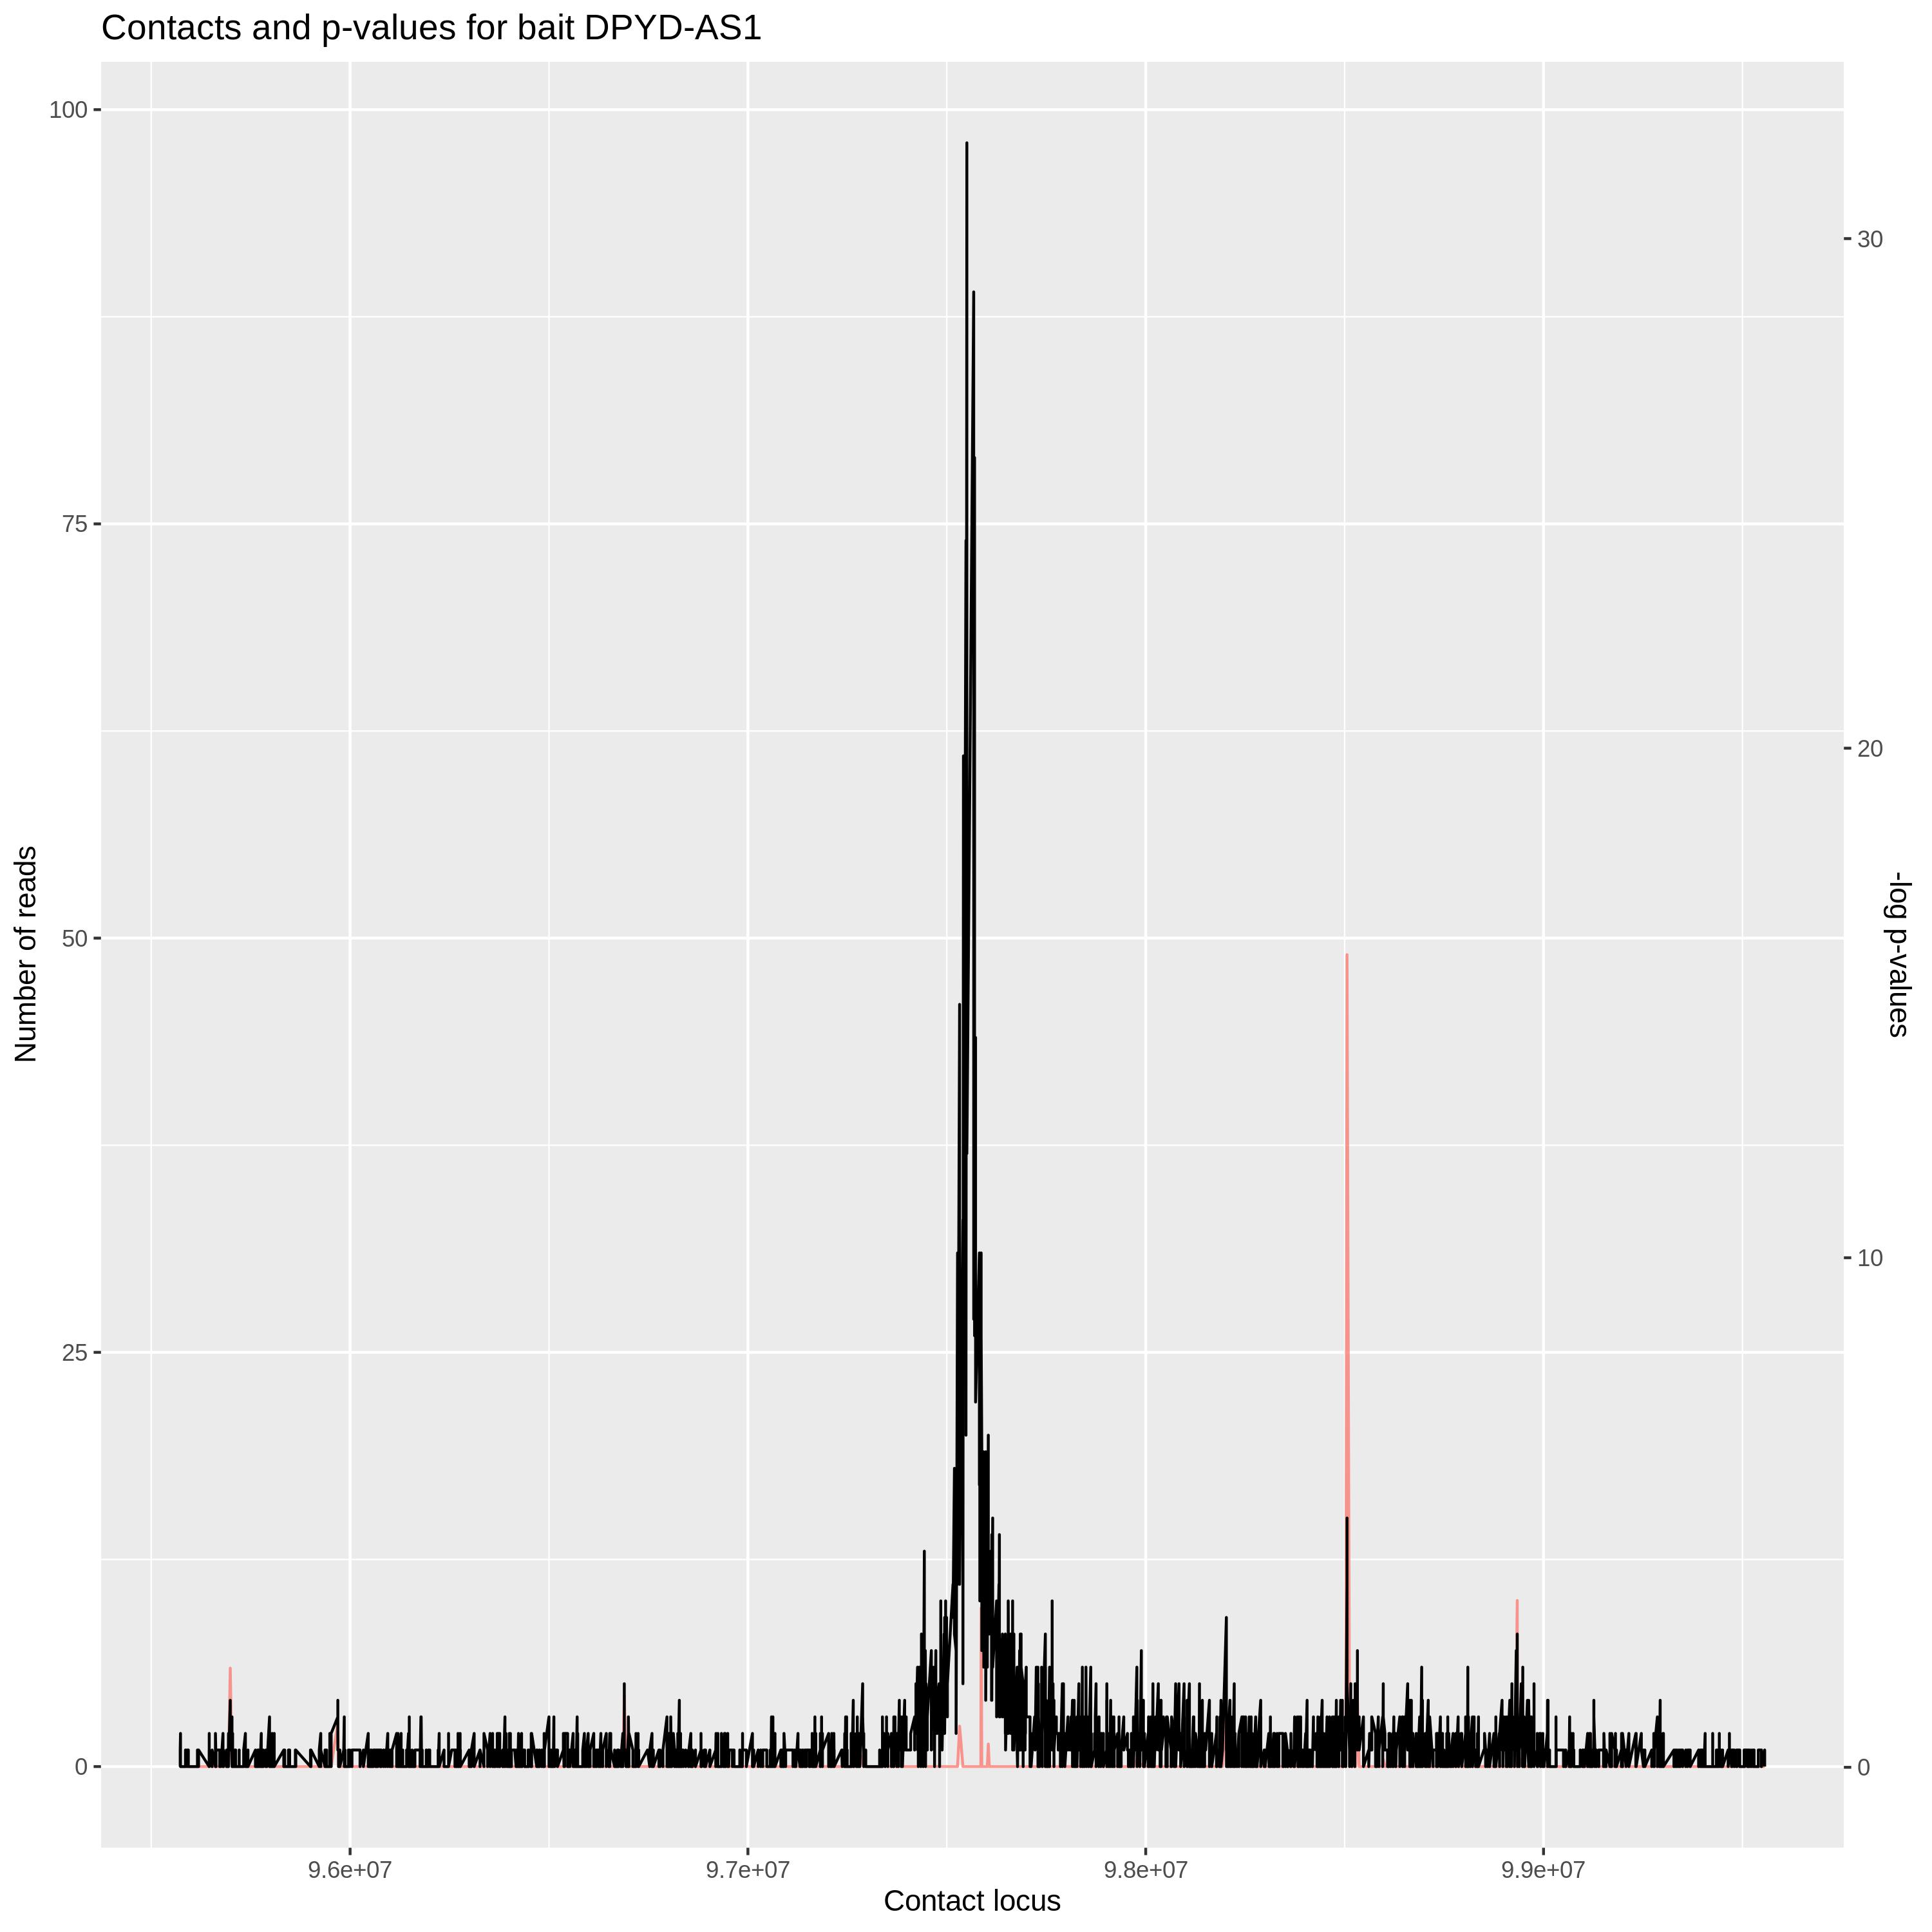 Contacts and p-values for bait DPYD-AS1
100
75
50
25
0
Number of reads
30
20
10
0
-log p-values
9.6e+07 9.7e+07 9.8e+07 9.9e+07
Contact locus